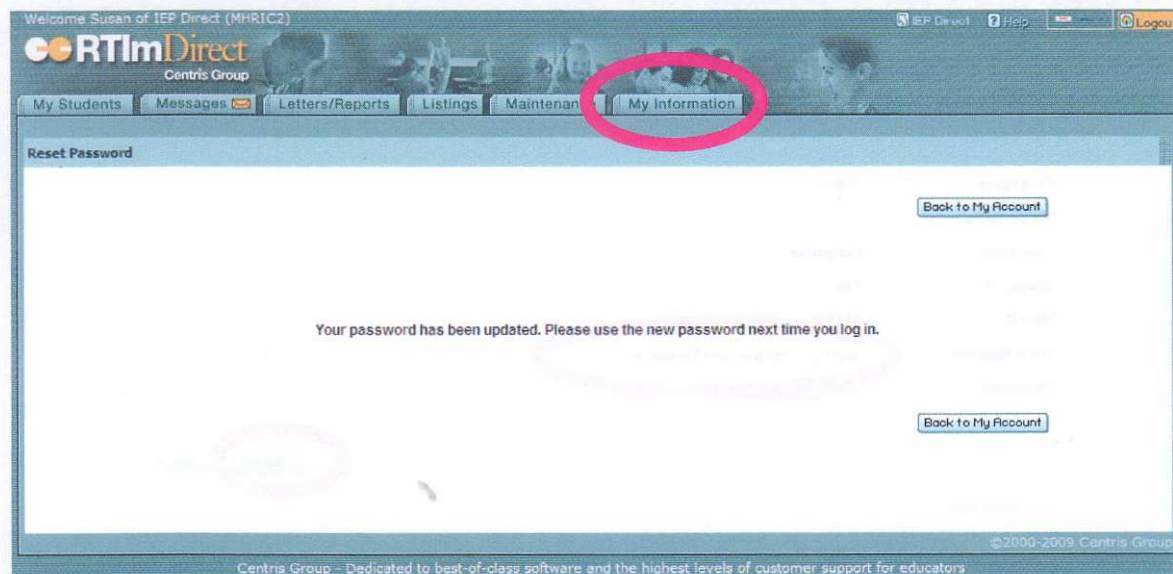 Welcome Susan of IEP Direct (MHRIC2)
IEP Direct Help Logou
RTImDirect
Centris Group
My Students Messages Letters/Reports Listings Maintenan My Information
Reset Password
Back to My Account
Your password has been updated. Please use the new password next time you log in.
Back to My Account
©2000-2009 Centris Group
Centris Group - Dedicated to best-of-class software and the highest levels of customer support for educators